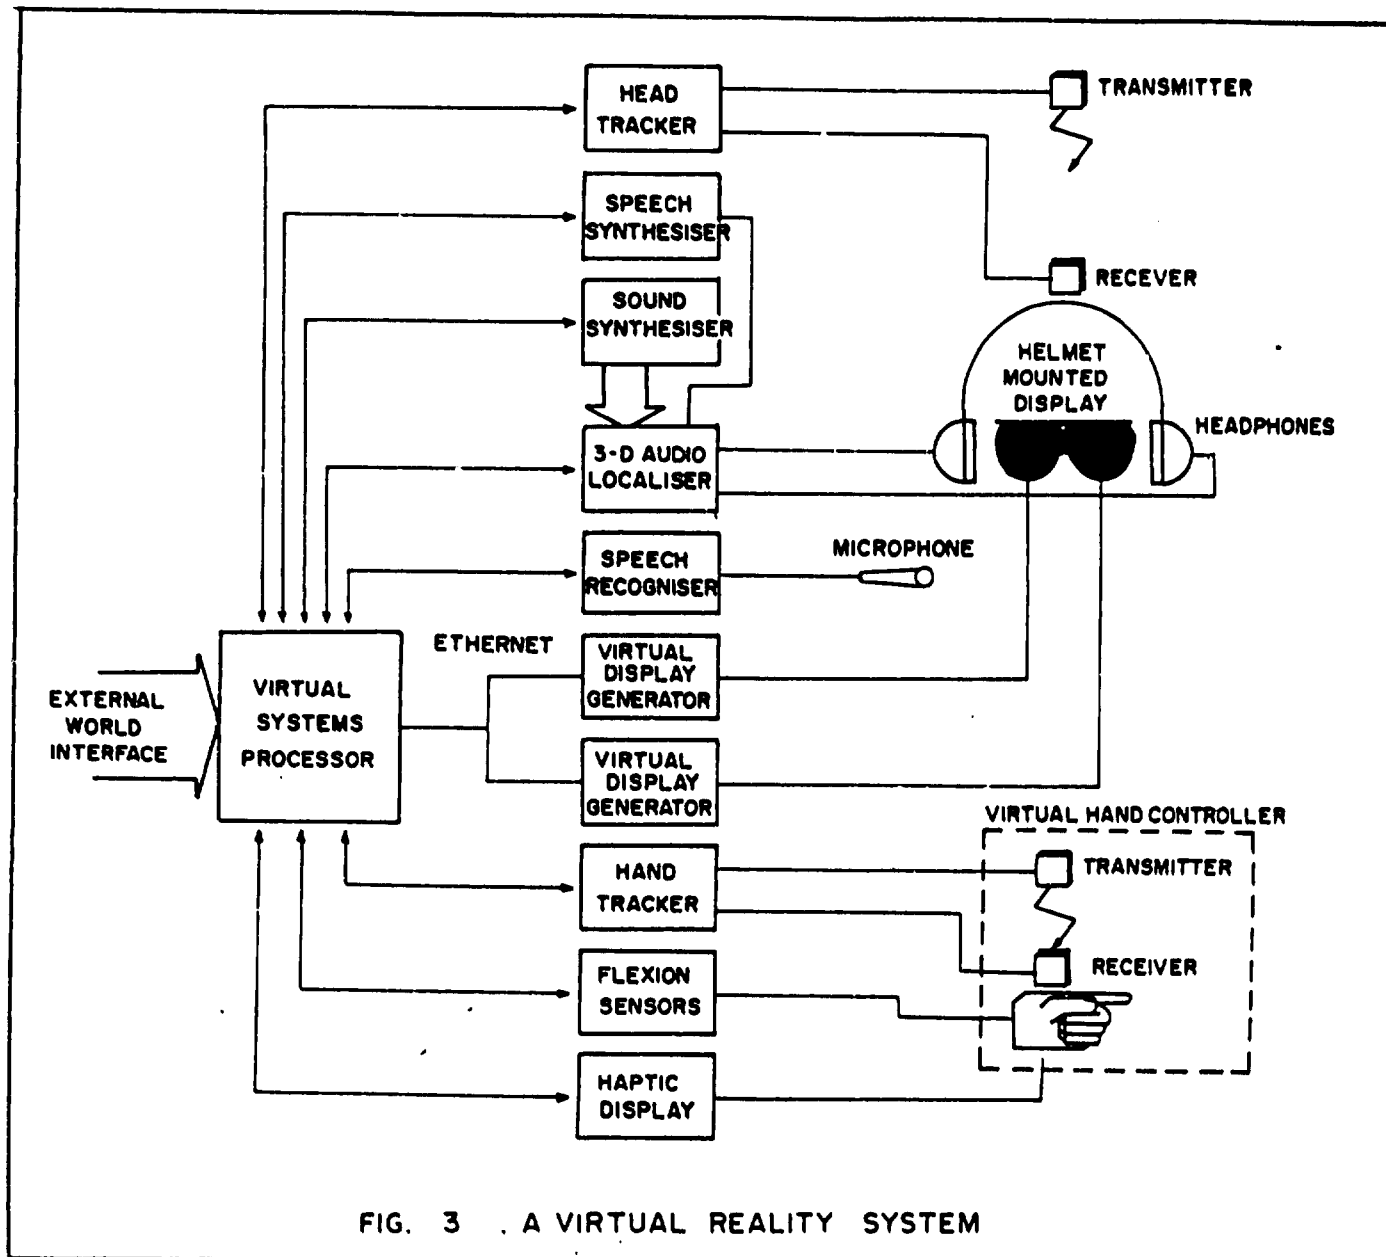 HEAD
TRACKER
TRANSMITTER
SPEECH
SYNTHESISER
SOUND
SYNTHESISER
RECEVER
HELMET
MOUNTED
DISPLAY
HEADPHONES
3-D AUDIO
LOCALISER
SPEECH
RECOGNISER
MICROPHONE
ETHERNET
VIRTUAL
DISPLAY
GENERATOR
EXTERNAL
WORLD
INTERFACE
VIRTUAL
SYSTEMS
PROCESSOR
VIRTUAL
DISPLAY
GENERATOR
VIRTUAL HAND CONTROLLER
HAND
TRACKER
TRANSMITTER
RECEIVER
FLEXION
SENSORS
HAPTIC
DISPLAY
FIG. 3 . A VIRTUAL REALITY SYSTEM